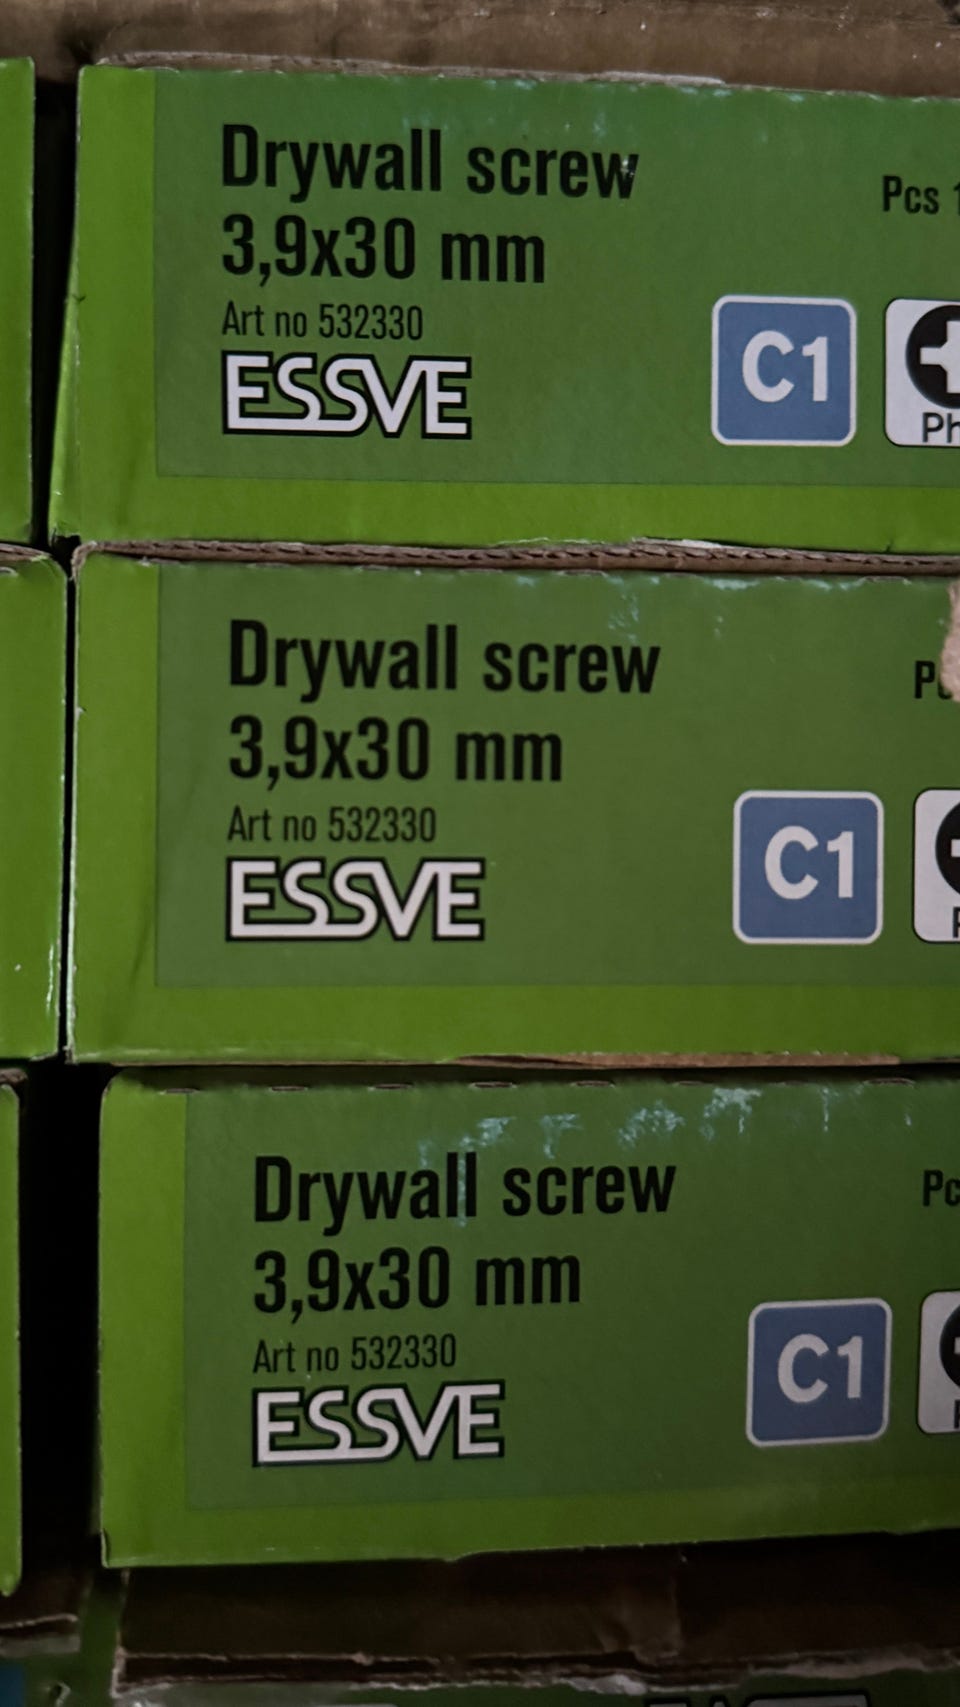 Drywall screw
Pcs
3,9x30 mm
Art no 532330
ESSVE
C1
Drywall screw
3,9x30 mm
Art no 532330
ESSVE
C1
Drywall screw
3,9x30 mm
Art no 532330
ESSVE
C1